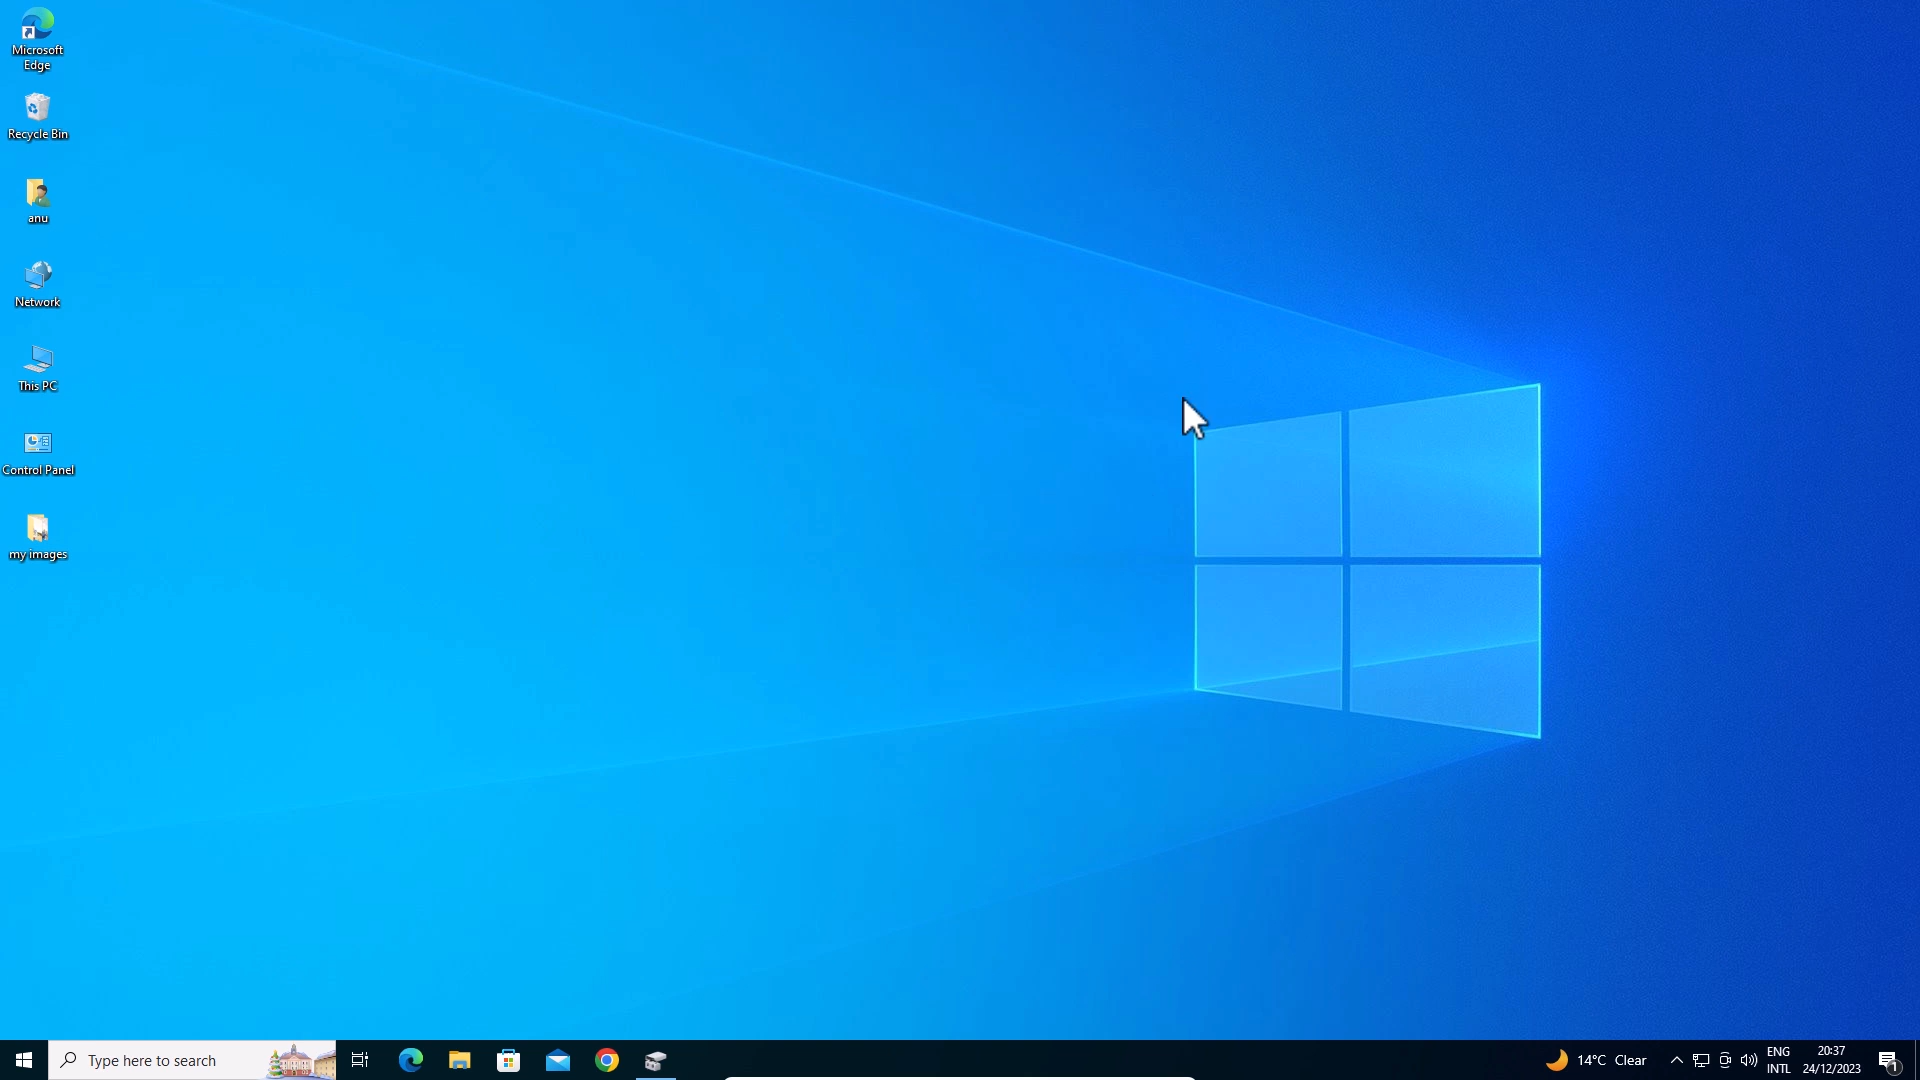 Microsoft
Edge
Recycle Bin
anu
Network
This PC
Control Panel
my images
Type here to search
14°C Clear
ENG
INTL
20:37
24/12/2023
1